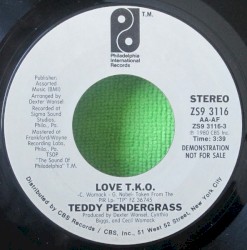 T.M.
Philadelphia
International
Records
Publisher:
Assorted
Music (BMI)
Arranged by
Dexter Wansel
Recorded at
Sigma Sound
Studios,
Phila., Pa.
Mastered at
Frankford/Wayne
Recording Labs,
Phila., Pa.
TSOP
"The Sound Of
Philadelphia"
STEREO
ZS9 3116
AA-AF
ZS9 3116-3
℗ 1980 CBS Inc.
Time: 3:39
DEMONSTRATION
NOT FOR SALE
LOVE T.K.O.
-C. Womack - G. Noble- Taken From The
PIR Lp "TP" FZ 36745
TEDDY PENDERGRASS
Produced by Dexter Wansel, Cynthia
Biggs, and Cecil Womack
Distributed by CBS Records / CBS Inc. / 51 West 52 Street, New York City